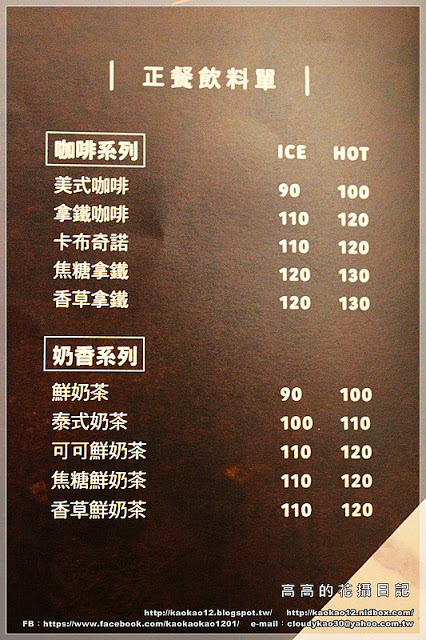 | 正餐飲料單 |
咖啡系列 ICE HOT
美式咖啡 90 100
拿鐵咖啡 110 120
卡布奇諾 110 120
焦糖拿鐵 120 130
香草拿鐵 120 130
奶香系列
鮮奶茶 90 100
泰式奶茶 100 110
可可鮮奶茶 110 120
焦糖鮮奶茶 110 120
香草鮮奶茶 110 120
高高的花攝日記
http://kaokao12.blogspot.tw/ http://kaokao12.nidbox.com/
FB：https://www.facebook.com/kaokaokao1201/ e-mail：cloudykao30@yahoo.com.tw